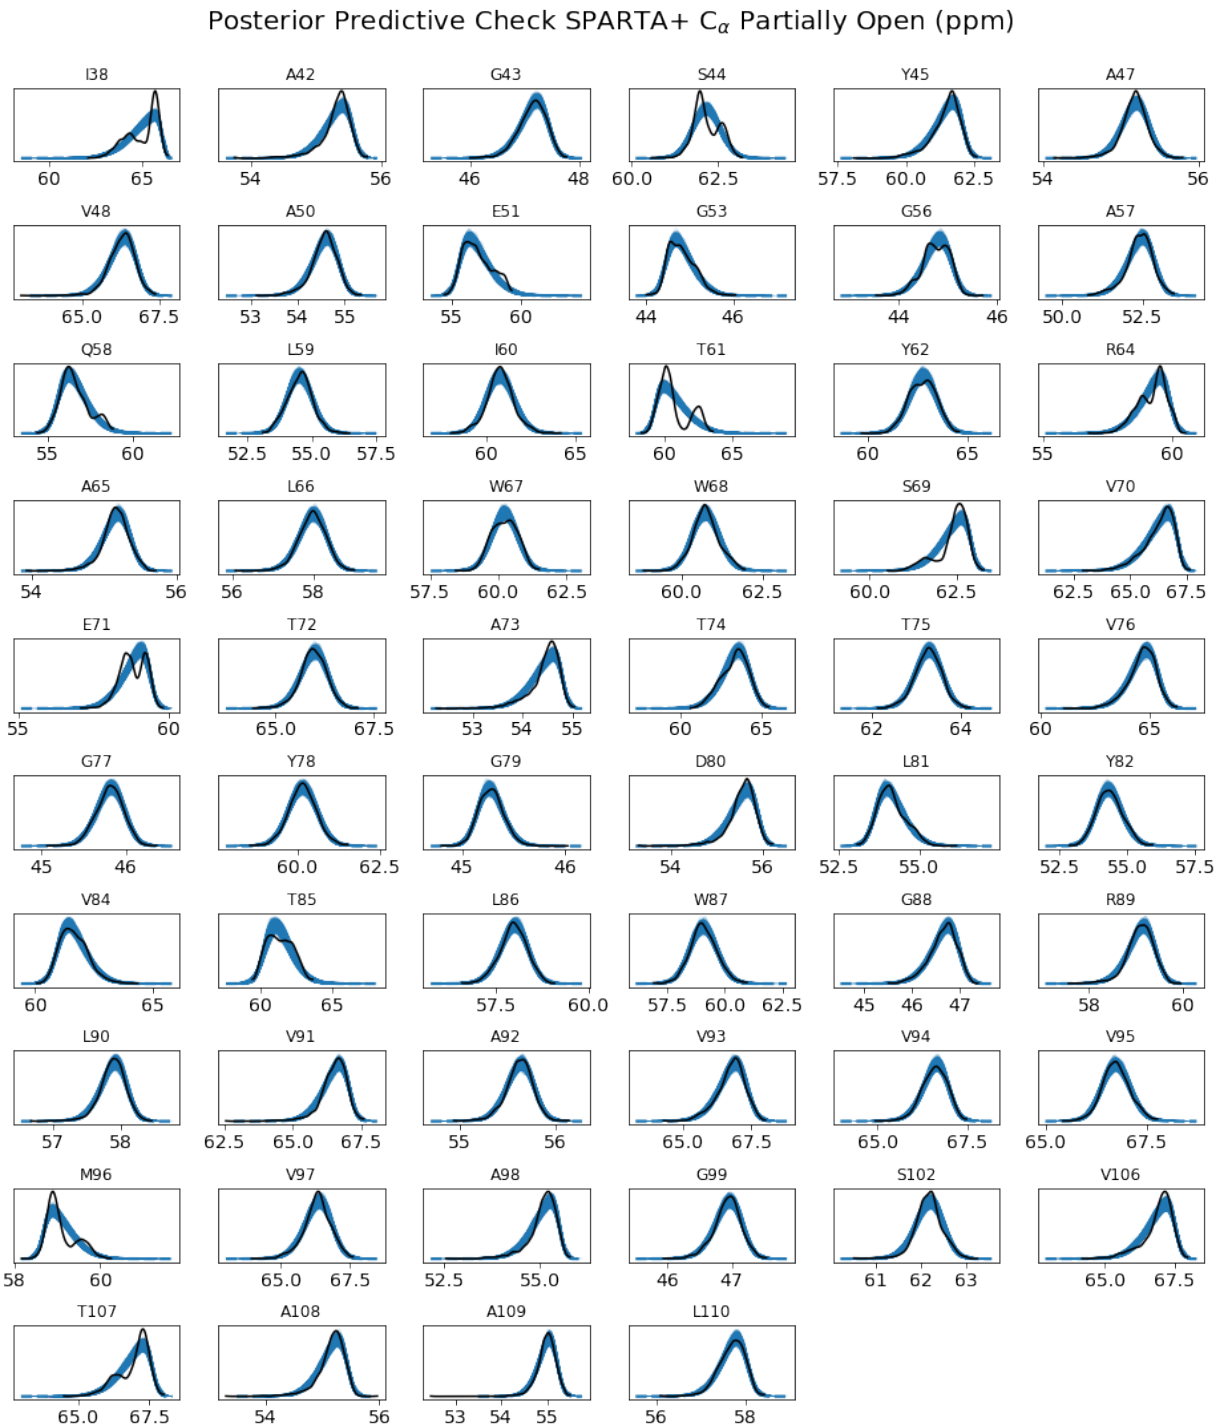 Posterior Predictive Check SPARTA+ Cα Partially Open (ppm)
I38 A42 G43 S44 Y45 A47
60 65 54 56 46 48 60.0 62.5 57.5 60.0 62.5 54 56
V48 A50 E51 G53 G56 A57
65.0 67.5 53 54 55 55 60 44 46 44 46 50.0 52.5
Q58 L59 I60 T61 Y62 R64
55 60 52.5 55.0 57.5 60 65 60 65 60 65 55 60
A65 L66 W67 W68 S69 V70
54 56 56 58 57.5 60.0 62.5 60.0 62.5 60.0 62.5 62.5 65.0 67.5
E71 T72 A73 T74 T75 V76
55 60 65.0 67.5 53 54 55 60 65 62 64 60 65
G77 Y78 G79 D80 L81 Y82
45 46 60.0 62.5 45 46 54 56 52.5 55.0 52.5 55.0 57.5
V84 T85 L86 W87 G88 R89
60 65 60 65 57.5 60.0 57.5 60.0 62.5 45 46 47 58 60
L90 V91 A92 V93 V94 V95
57 58 62.5 65.0 67.5 55 56 65.0 67.5 65.0 67.5 65.0 67.5
M96 V97 A98 G99 S102 V106
58 60 65.0 67.5 52.5 55.0 46 47 61 62 63 65.0 67.5
T107 A108 A109 L110
65.0 67.5 54 56 53 54 55 56 58